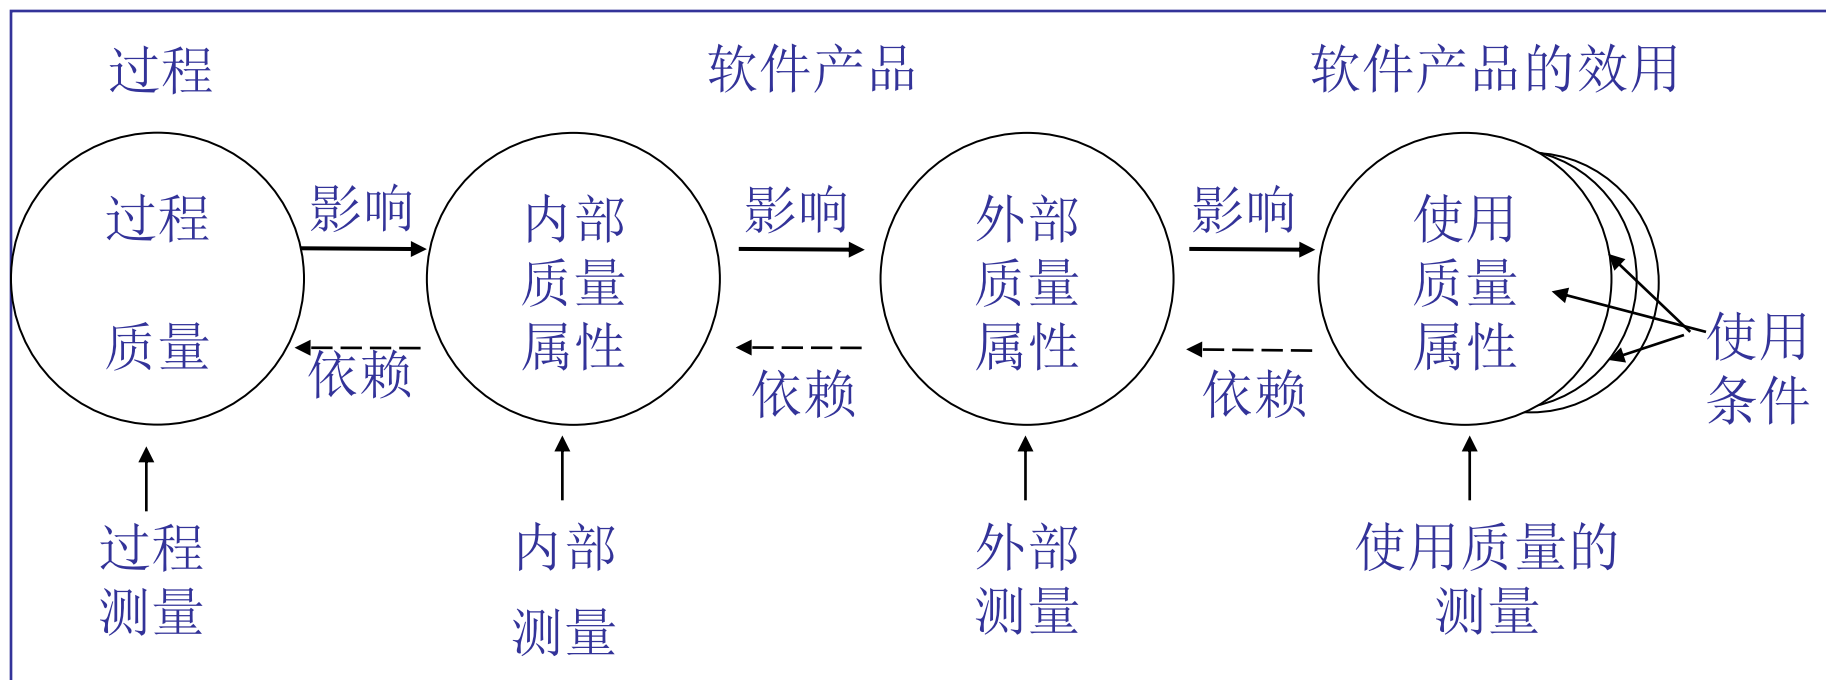 过程
软件产品
软件产品的效用
过程
质量
影响
依赖
内部
质量
属性
影响
依赖
外部
质量
属性
影响
依赖
使用
质量
属性
使用
条件
过程
测量
内部
测量
外部
测量
使用质量的
测量